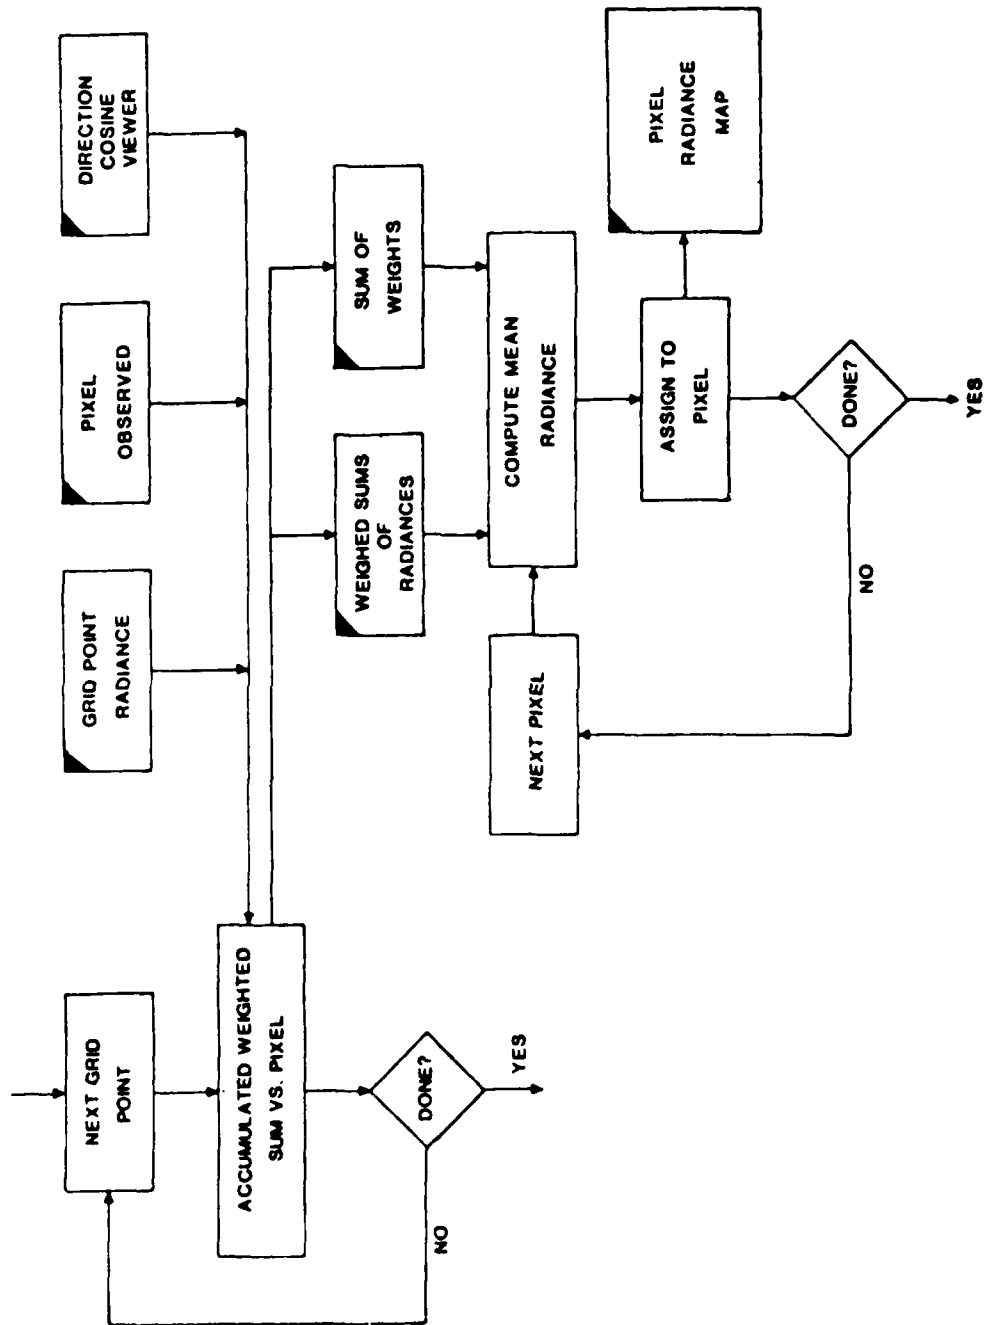 NEXT GRID
POINT
GRID POINT
RADIANCE
PIXEL
OBSERVED
DIRECTION
COSINE
VIEWER
ACCUMULATED WEIGHTED
SUM VS. PIXEL
DONE?
NO
YES
WEIGHED SUMS
OF
RADIANCES
SUM OF
WEIGHTS
NEXT PIXEL
COMPUTE MEAN
RADIANCE
ASSIGN TO
PIXEL
PIXEL
RADIANCE
MAP
DONE?
NO
YES